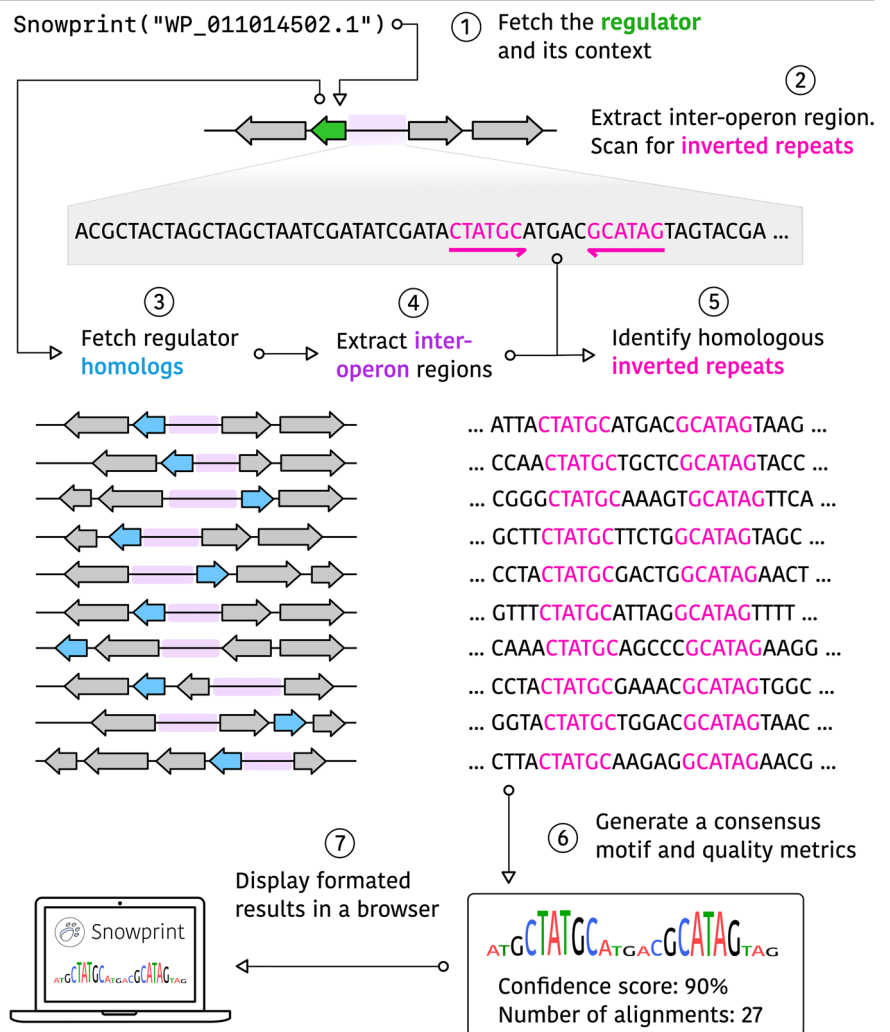 Snowprint("WP_011014502.1")
1 Fetch the regulator
and its context
2
Extract inter-operon region.
Scan for inverted repeats
ACGCTACTAGCTAGCTAATCGATATCGATACTATGCATGACGCATAGTAGTACGA ...
3
Fetch regulator
homologs
4
Extract inter-
operon regions
5
Identify homologous
inverted repeats
... ATTACTATGCATGACGCATAGTAAG ...
... CCAACTATGCTGCTCGCATAGTACC ...
... CGGGCTATGCAAAGTGCATAGTTCA ...
... GCTTCTATGCTTCTGGCATAGTAGC ...
... CCTACTATGCGACTGGCATAGAACT ...
... GTTTCTATGCATTAGGCATAGTTTT ...
... CAAACTATGCAGCCCGCATAGAAGG ...
... CCTACTATGCGAAACGCATAGTGGC ...
... GGTACTATGCTGGACGCATAGTAAC ...
... CTTACTATGCAAGAGGCATAGAACG ...
6 Generate a consensus
motif and quality metrics
7
Display formated
results in a browser
Snowprint
ATGCTATGCATGACGCATAGTAG
ATGCTATGCATGACGCATAGTAG
Confidence score: 90%
Number of alignments: 27